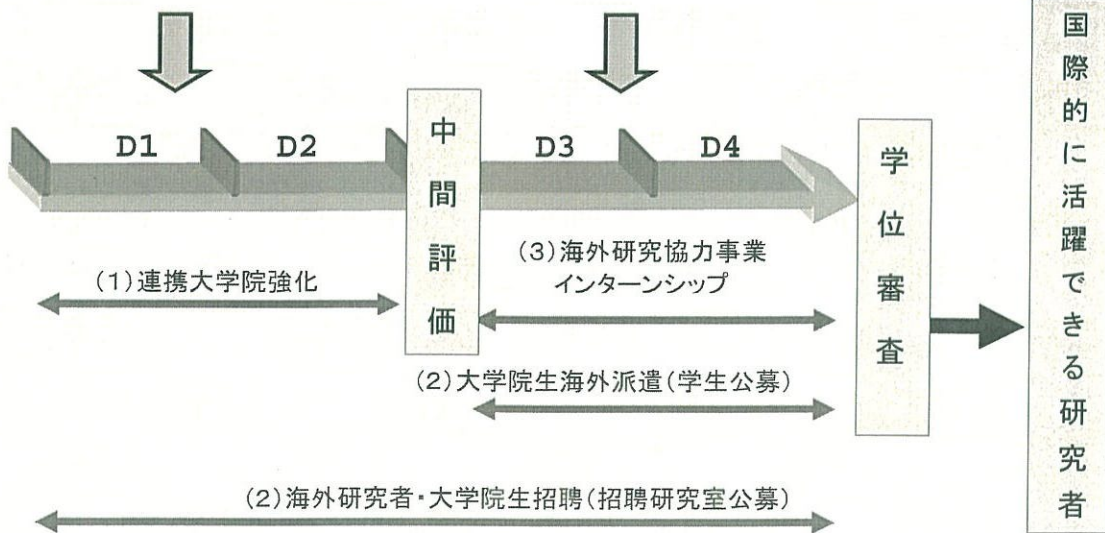 D1
D2
中間評価
D3
D4
学位審査
国際的に活躍できる研究者
(1)連携大学院強化
(3)海外研究協力事業
インターンシップ
(2)大学院生海外派遣(学生公募)
(2)海外研究者・大学院生招聘(招聘研究室公募)